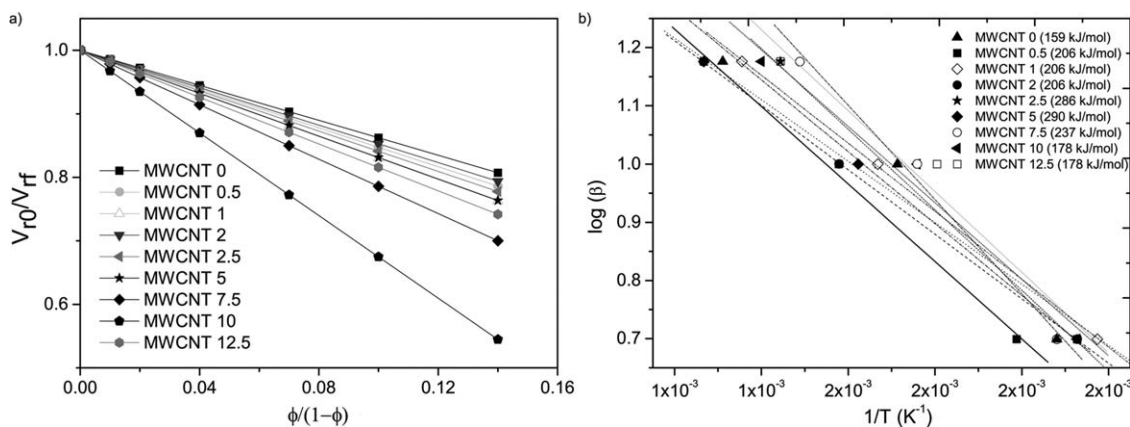 a)
V_r0/V_rf
1.0
0.8
0.6
MWCNT 0
MWCNT 0.5
MWCNT 1
MWCNT 2
MWCNT 2.5
MWCNT 5
MWCNT 7.5
MWCNT 10
MWCNT 12.5
0.00 0.04 0.08 0.12 0.16
ϕ/(1−ϕ)
b)
log (β)
1.2
1.1
1.0
0.9
0.8
0.7
MWCNT 0 (159 kJ/mol)
MWCNT 0.5 (206 kJ/mol)
MWCNT 1 (206 kJ/mol)
MWCNT 2 (206 kJ/mol)
MWCNT 2.5 (286 kJ/mol)
MWCNT 5 (290 kJ/mol)
MWCNT 7.5 (237 kJ/mol)
MWCNT 10 (178 kJ/mol)
MWCNT 12.5 (178 kJ/mol)
1x10⁻³ 1x10⁻³ 2x10⁻³ 2x10⁻³ 2x10⁻³ 2x10⁻³
1/T (K⁻¹)